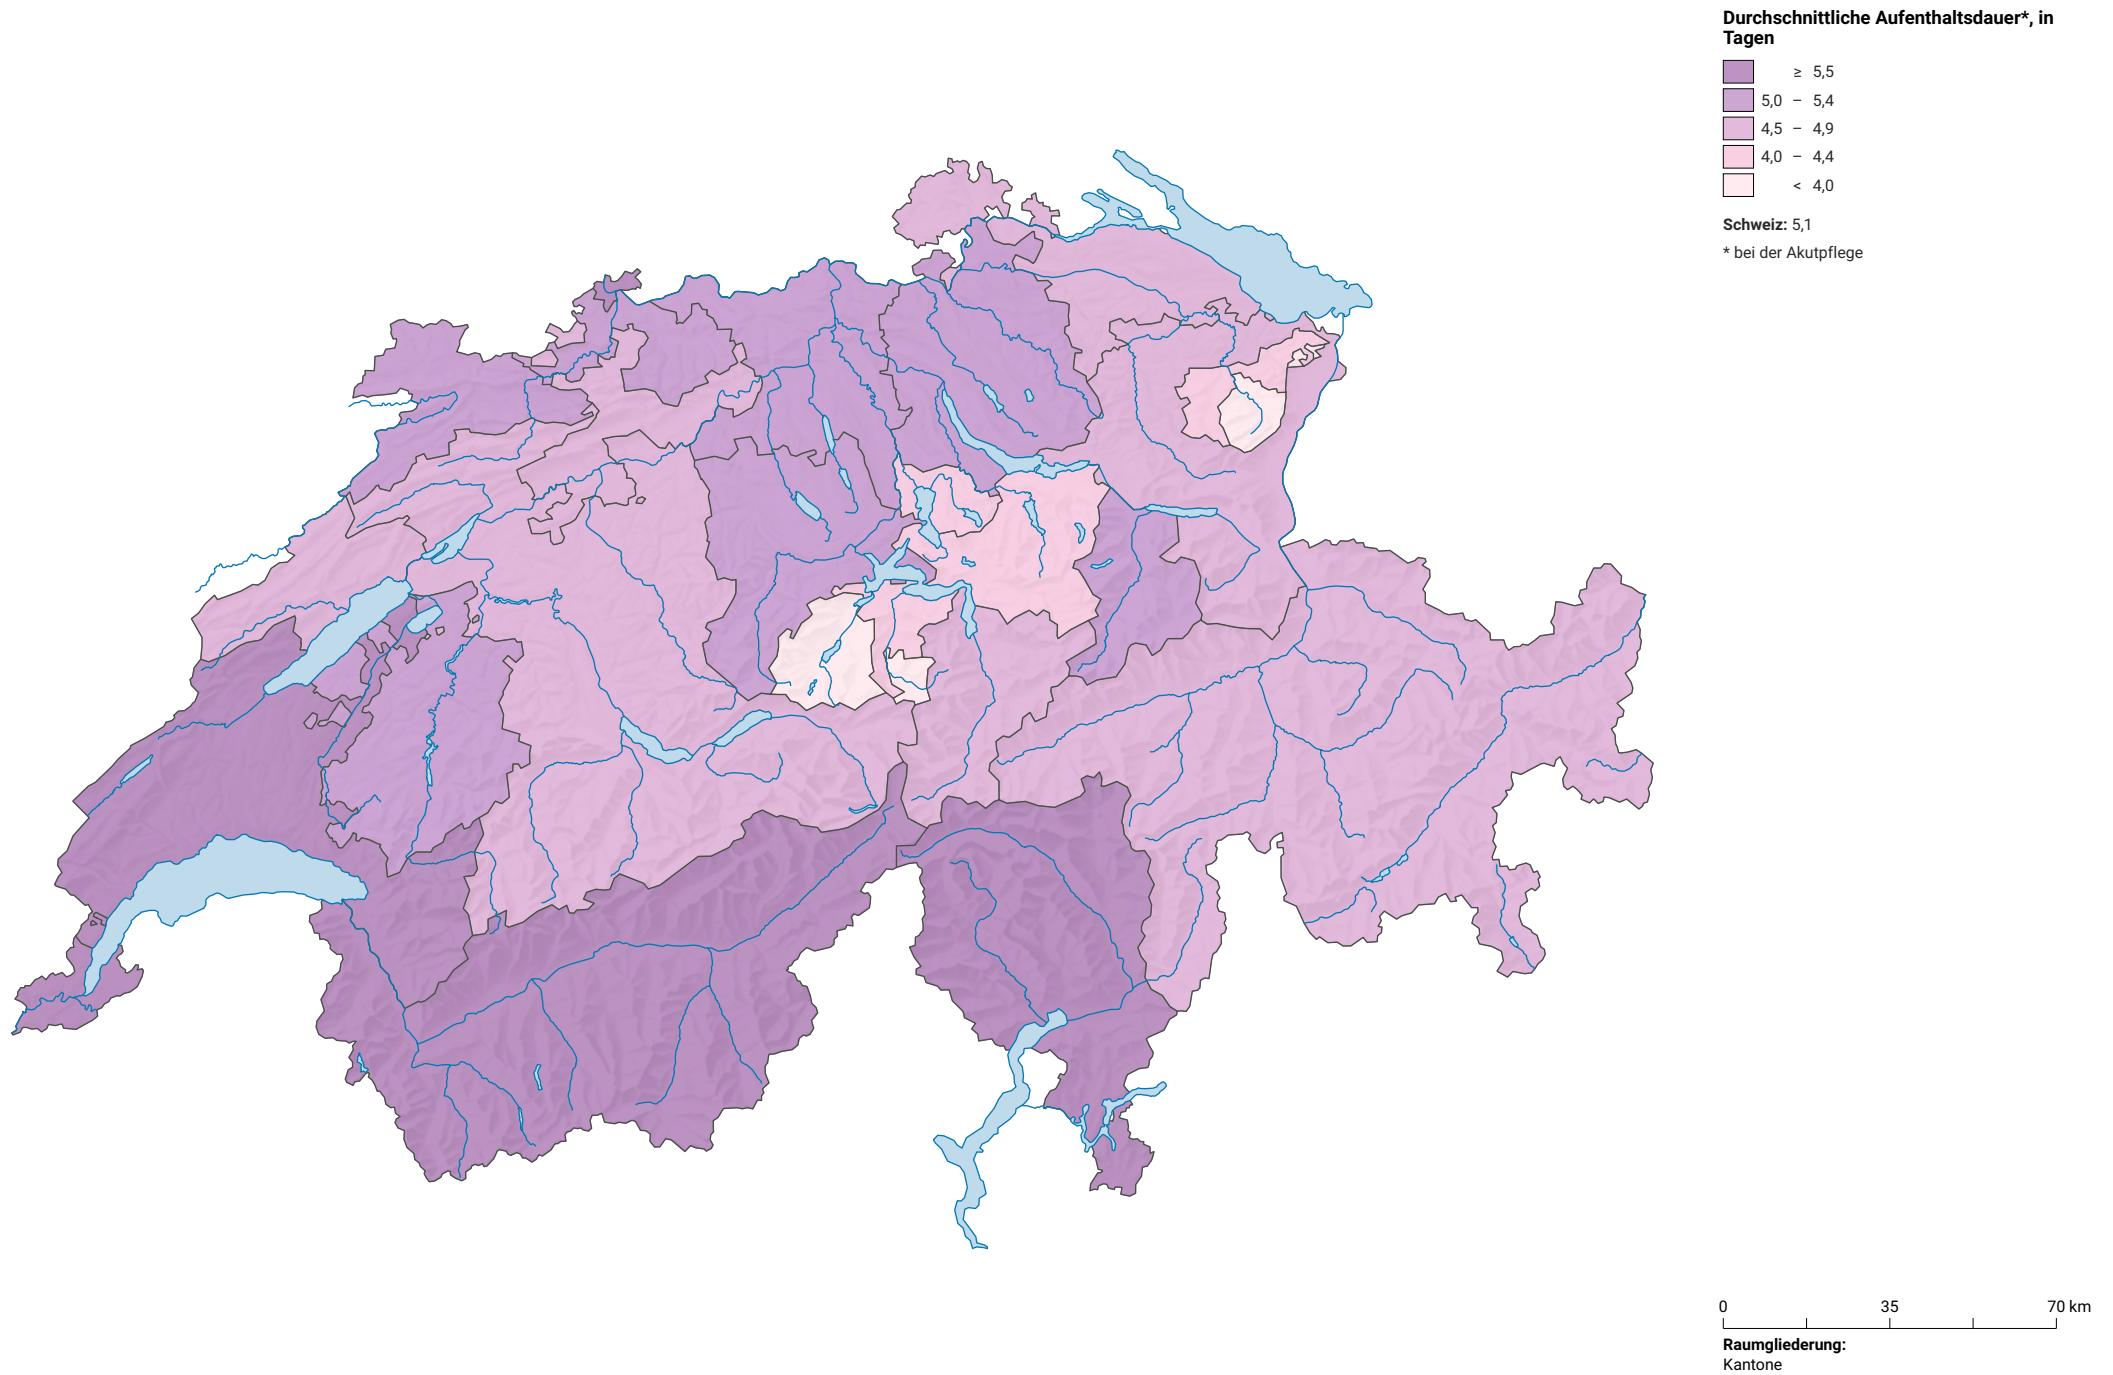 Durchschnittliche Aufenthaltsdauer*, in
Tagen
≥ 5,5
5,0 – 5,4
4,5 – 4,9
4,0 – 4,4
< 4,0
Schweiz: 5,1
* bei der Akutpflege
0 35 70 km
Raumgliederung:
Kantone